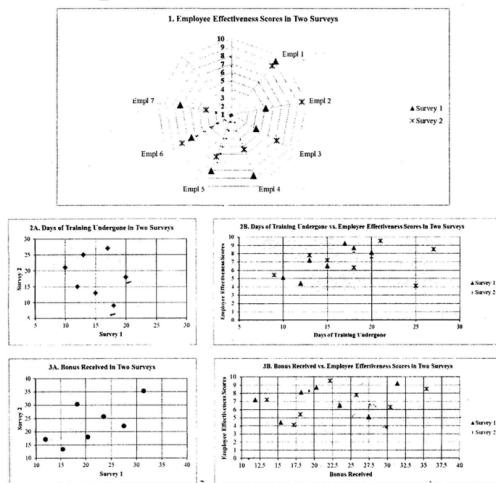 1. Employee Effectiveness Scores in Two Surveys
10
9
8
7
6
5
4
3
2
1
Empl 1
Empl 2
Empl 3
Empl 4
Empl 5
Empl 6
Empl 7
Survey 1
Survey 2
2A. Days of Training Undergone in Two Surveys
Survey 2
30
25
20
15
10
5
5 10 15 20 25 30
Survey 1
2B. Days of Training Undergone vs. Employee Effectiveness Scores in Two Surveys
Employee Effectiveness Scores
10
9
8
7
6
5
4
3
2
1
0
5 10 15 20 25 30
Days of Training Undergone
Survey 1
Survey 2
3A. Bonus Received in Two Surveys
Survey 2
40
35
30
25
20
15
10
10 15 20 25 30 35 40
Survey 1
3B. Bonus Received vs. Employee Effectiveness Scores in Two Surveys
Employee Effectiveness Scores
10
9
8
7
6
5
4
3
2
1
0
10 12.5 15 17.5 20 22.5 25 27.5 30 32.5 35 37.5 40
Bonus Received
Survey 1
Survey 2